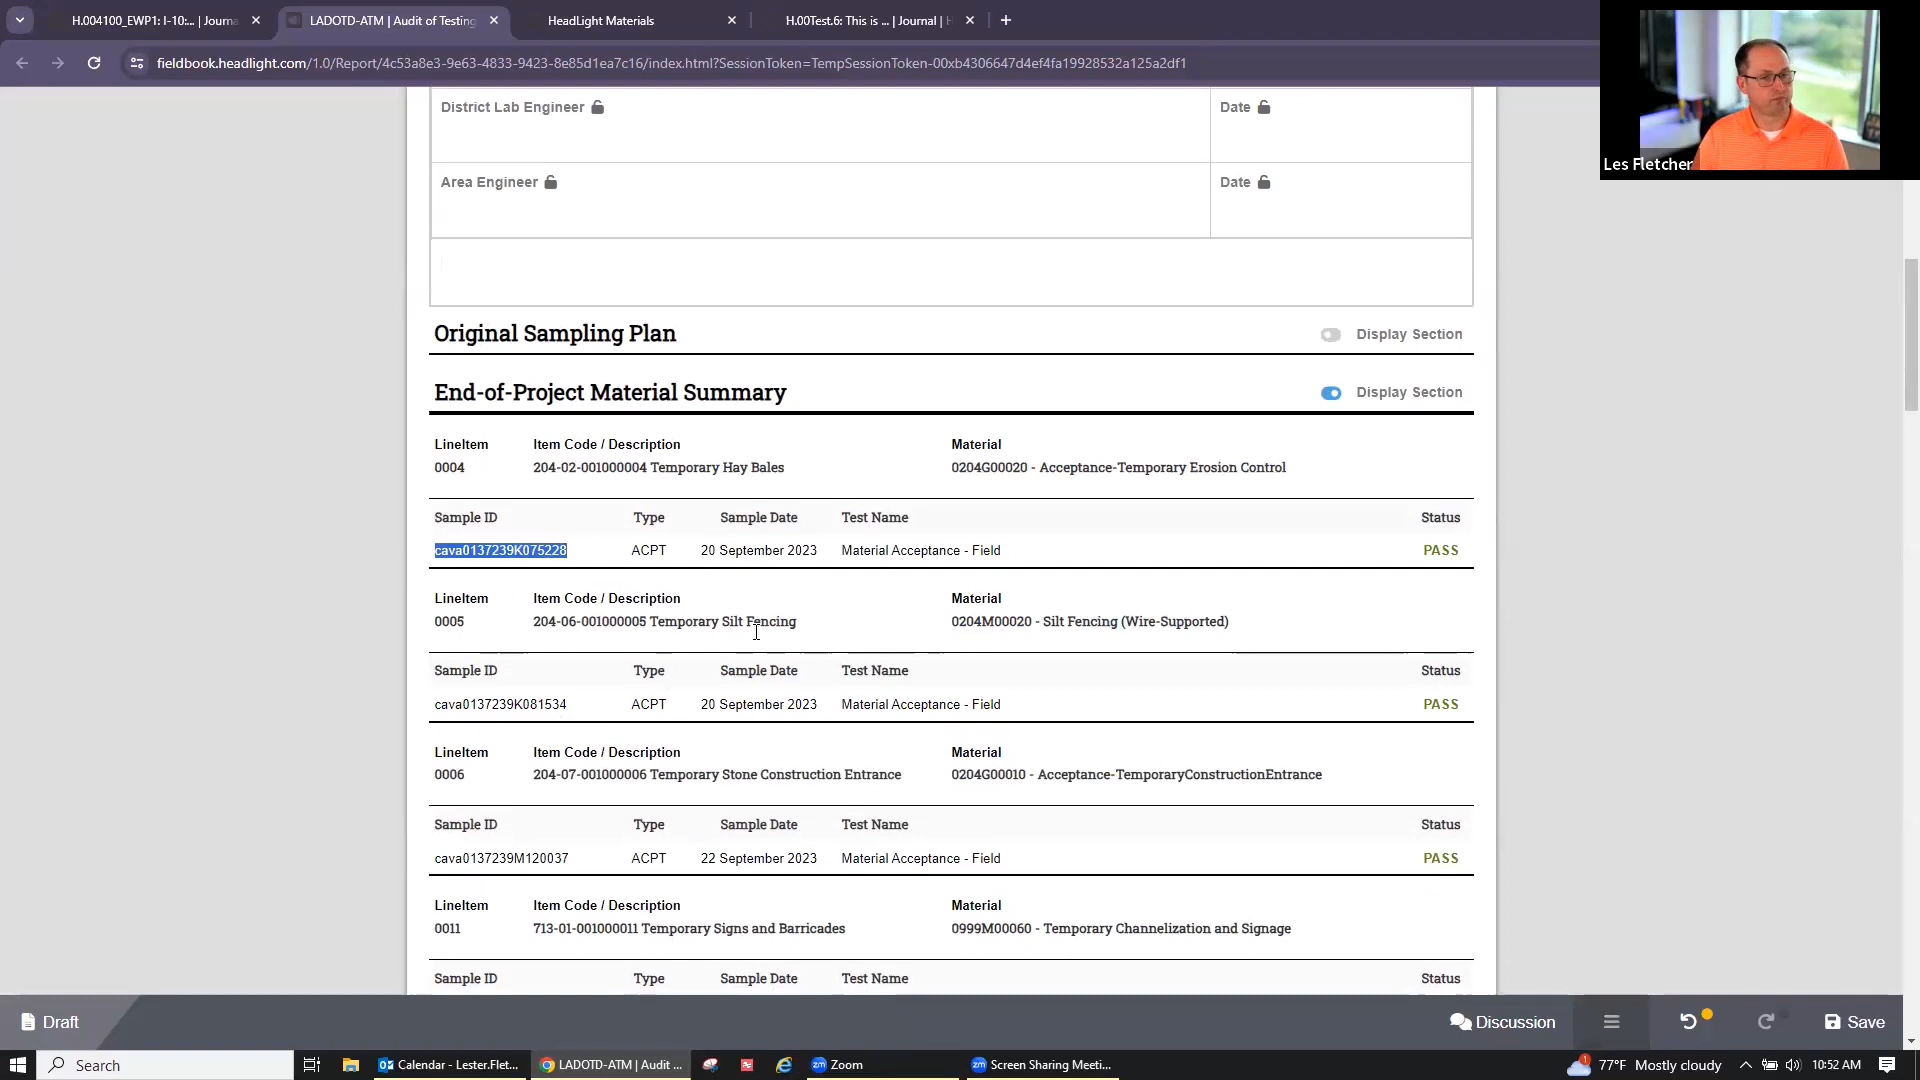 H.004100_EWP1: I-10:... | Journa
LADOTD-ATM | Audit of Testing
HeadLight Materials
H.00Test.6: This is ... | Journal | H
fieldbook.headlight.com/1.0/Report/4c53a8e3-9e63-4833-9423-8e85d1ea7c16/index.html?SessionToken=TempSessionToken-00xb4306647d4ef4fa19928532a125a2df1
Les Fletcher
District Lab Engineer Date
Area Engineer Date
Original Sampling Plan Display Section
End-of-Project Material Summary Display Section
LineItem Item Code / Description Material
0004 204-02-001000004 Temporary Hay Bales 0204G00020 - Acceptance-Temporary Erosion Control
Sample ID Type Sample Date Test Name Status
cava0137239K075228 ACPT 20 September 2023 Material Acceptance - Field PASS
LineItem Item Code / Description Material
0005 204-06-001000005 Temporary Silt Fencing 0204M00020 - Silt Fencing (Wire-Supported)
Sample ID Type Sample Date Test Name Status
cava0137239K081534 ACPT 20 September 2023 Material Acceptance - Field PASS
LineItem Item Code / Description Material
0006 204-07-001000006 Temporary Stone Construction Entrance 0204G00010 - Acceptance-TemporaryConstructionEntrance
Sample ID Type Sample Date Test Name Status
cava0137239M120037 ACPT 22 September 2023 Material Acceptance - Field PASS
LineItem Item Code / Description Material
0011 713-01-001000011 Temporary Signs and Barricades 0999M00060 - Temporary Channelization and Signage
Sample ID Type Sample Date Test Name Status
Draft Discussion Save
Search Calendar - Lester.Flet... LADOTD-ATM | Audit ... Zoom Screen Sharing Meeti... 1 77°F Mostly cloudy 10:52 AM